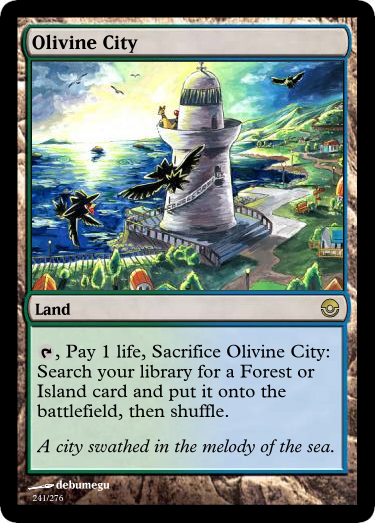 Olivine City
Land
, Pay 1 life, Sacrifice Olivine City:
Search your library for a Forest or
Island card and put it onto the
battlefield, then shuffle.
A city swathed in the melody of the sea.
debumegu
241/276